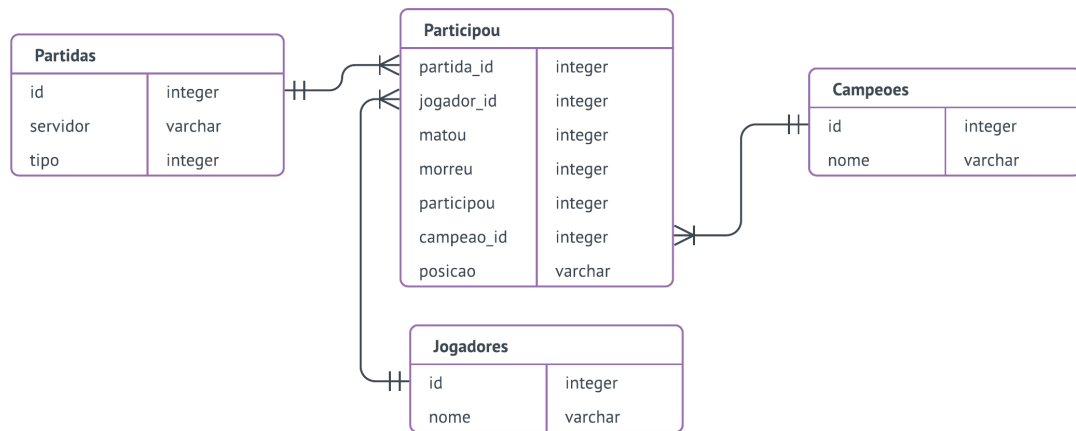 Partidas
id integer
servidor varchar
tipo integer
Participou
partida_id integer
jogador_id integer
matou integer
morreu integer
participou integer
campeao_id integer
posicao varchar
Campeoes
id integer
nome varchar
Jogadores
id integer
nome varchar